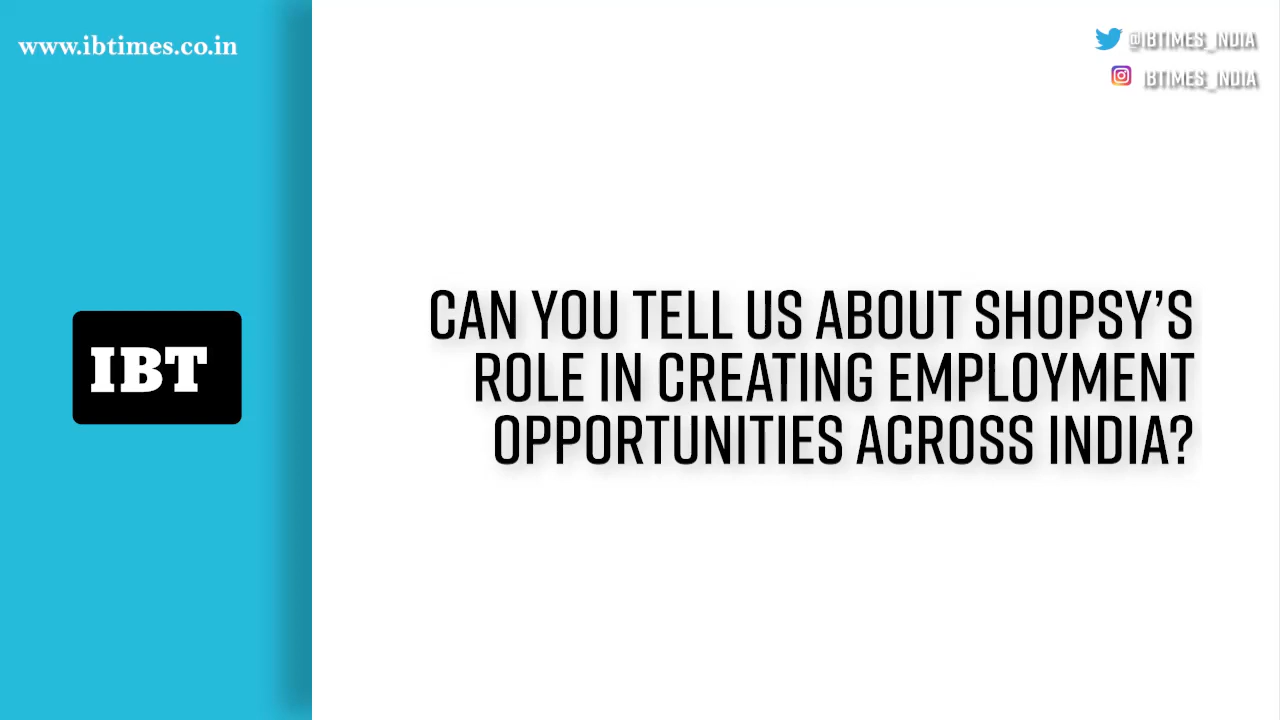 www.ibtimes.co.in
@IBTIMES_INDIA
IBTIMES_INDIA
IBT
CAN YOU TELL US ABOUT SHOPSY'S
ROLE IN CREATING EMPLOYMENT
OPPORTUNITIES ACROSS INDIA?